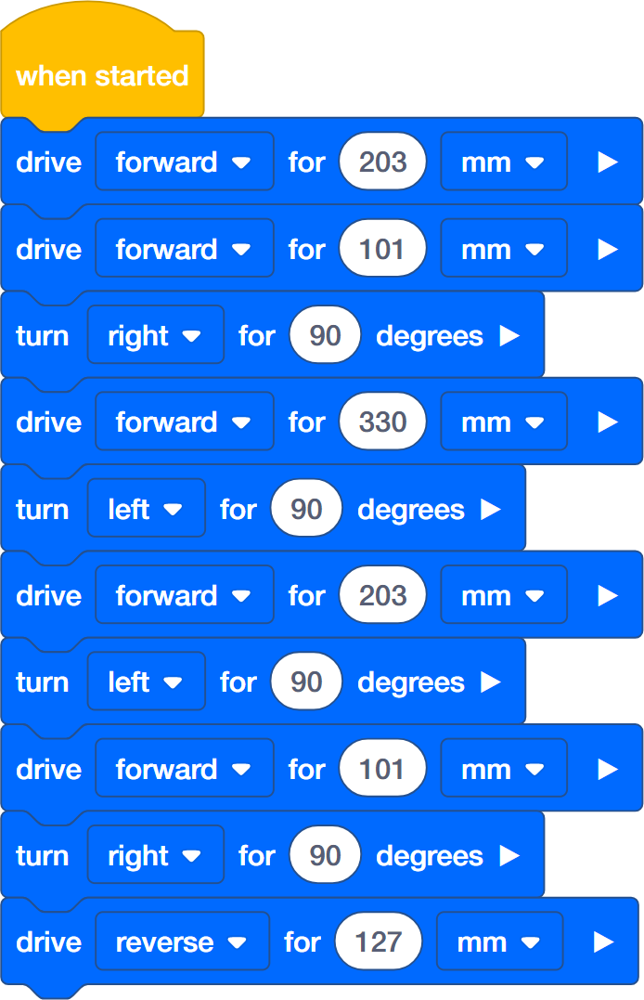 when started
drive forward for 203 mm
drive forward for 101 mm
turn right for 90 degrees
drive forward for 330 mm
turn left for 90 degrees
drive forward for 203 mm
turn left for 90 degrees
drive forward for 101 mm
turn right for 90 degrees
drive reverse for 127 mm